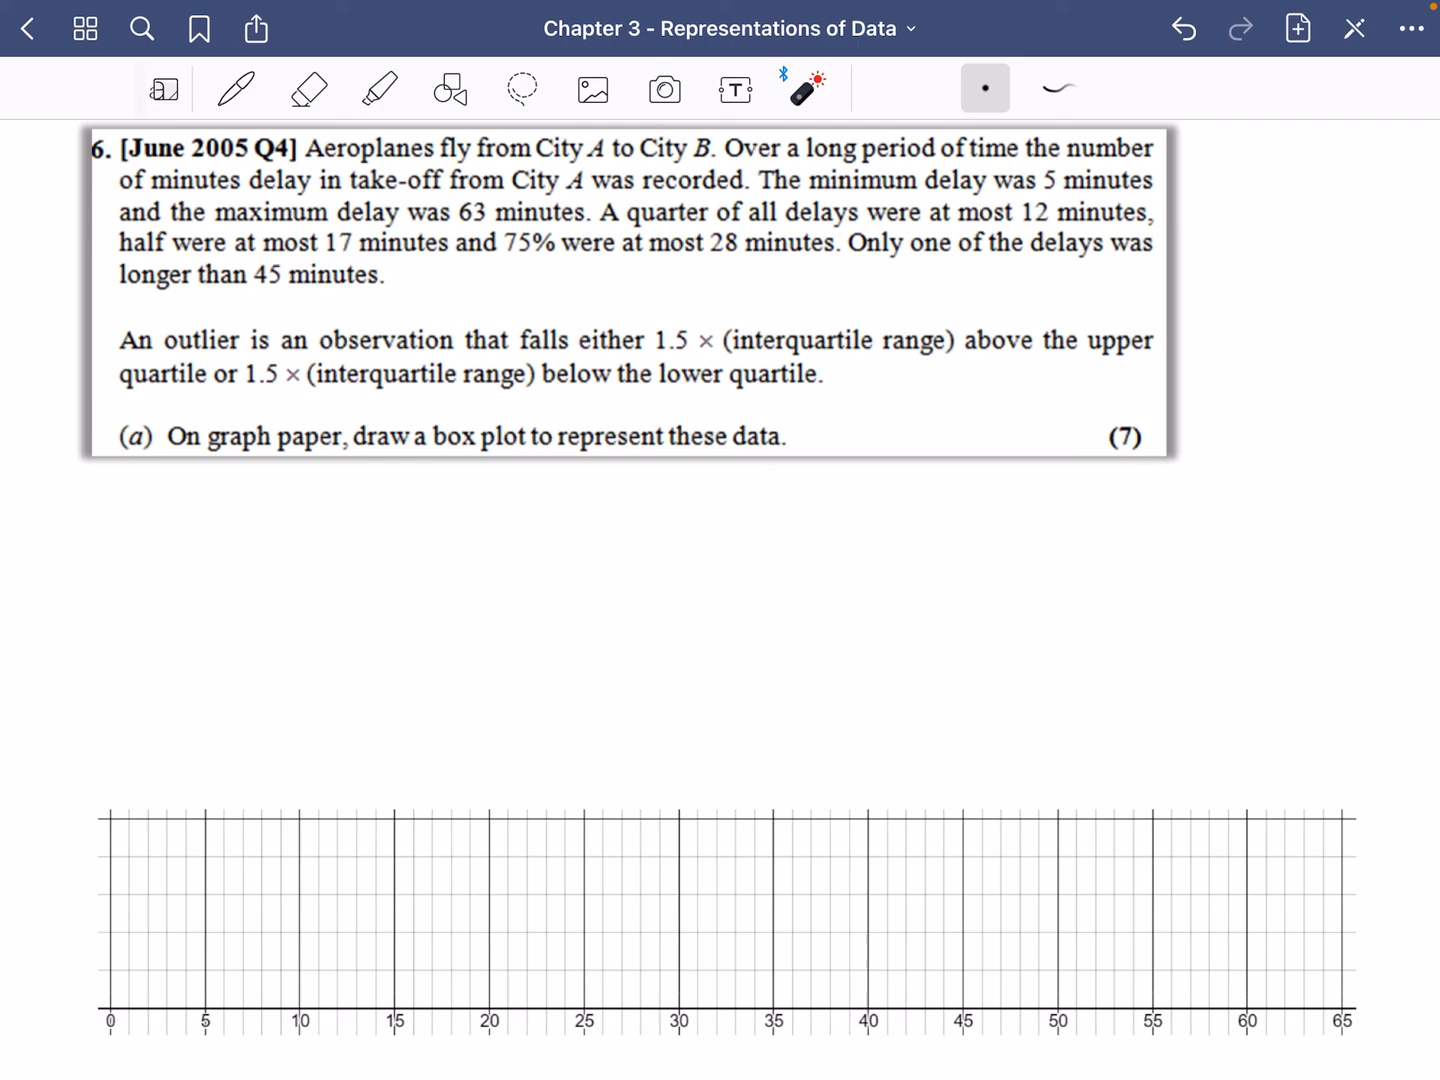 Chapter 3 - Representations of Data
6. [June 2005 Q4] Aeroplanes fly from City A to City B. Over a long period of time the number
of minutes delay in take-off from City A was recorded. The minimum delay was 5 minutes
and the maximum delay was 63 minutes. A quarter of all delays were at most 12 minutes,
half were at most 17 minutes and 75% were at most 28 minutes. Only one of the delays was
longer than 45 minutes.
An outlier is an observation that falls either 1.5 × (interquartile range) above the upper
quartile or 1.5 × (interquartile range) below the lower quartile.
(a) On graph paper, draw a box plot to represent these data. (7)
0 5 10 15 20 25 30 35 40 45 50 55 60 65